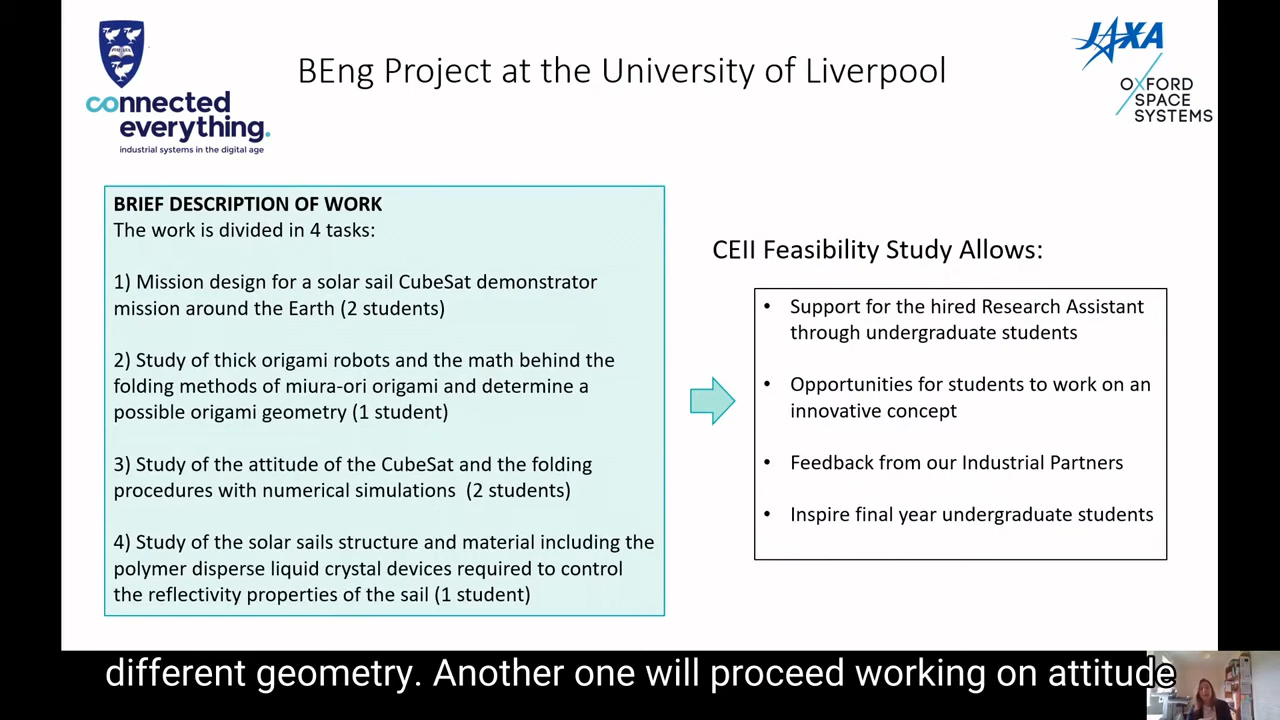 BEng Project at the University of Liverpool
connected
everything.
industrial systems in the digital age
JAXA
OXFORD
SPACE
SYSTEMS
BRIEF DESCRIPTION OF WORK
The work is divided in 4 tasks:
1) Mission design for a solar sail CubeSat demonstrator
mission around the Earth (2 students)
2) Study of thick origami robots and the math behind the
folding methods of miura-ori origami and determine a
possible origami geometry (1 student)
3) Study of the attitude of the CubeSat and the folding
procedures with numerical simulations (2 students)
4) Study of the solar sails structure and material including the
polymer disperse liquid crystal devices required to control
the reflectivity properties of the sail (1 student)
CEII Feasibility Study Allows:
• Support for the hired Research Assistant
through undergraduate students
• Opportunities for students to work on an
innovative concept
• Feedback from our Industrial Partners
• Inspire final year undergraduate students
different geometry. Another one will proceed working on attitude